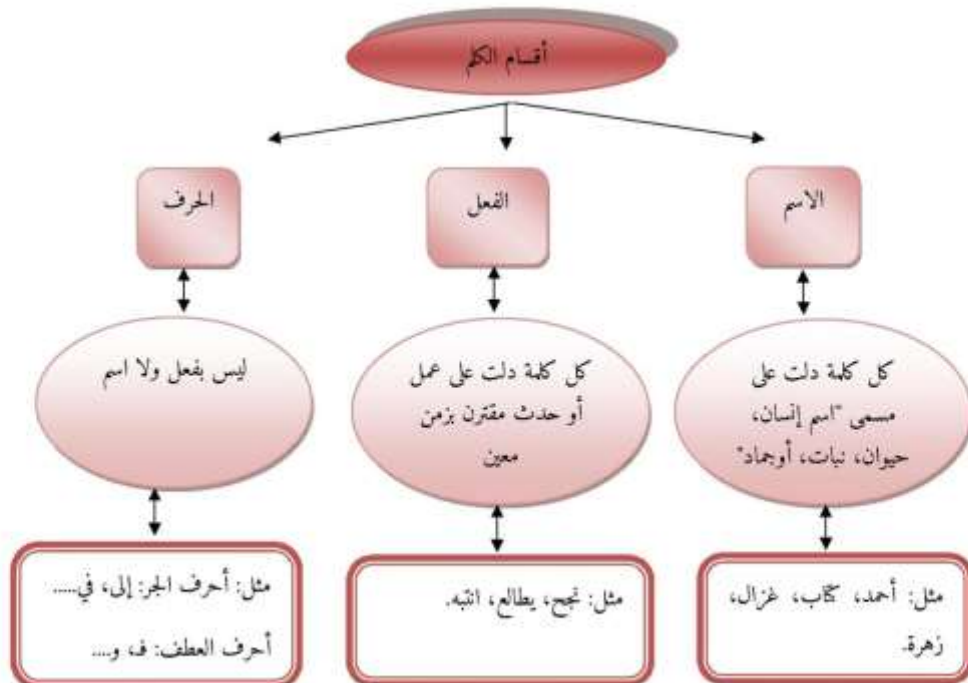 أقسام الكلم
الاسم
الفعل
الحرف
كل كلمة دلت على
مسمى "اسم إنسان،
حيوان، نبات، أوجماد"
كل كلمة دلت على عمل
أو حدث مقترن بزمن
معين
ليس بفعل ولا اسم
مثل: أحمد، كتاب، غزال،
زهرة.
مثل: نجح، يطالع، انتبه.
مثل: أحرف الجر: إلى، في.....
أحرف العطف: فـ، و....